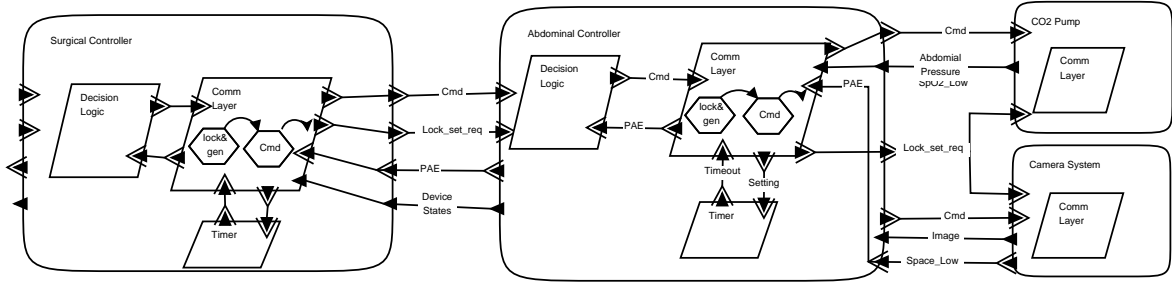 Surgical Controller
Decision
Logic
Comm
Layer
lock&
gen
Cmd
Timer
Cmd
Lock_set_req
PAE
Device
States
Abdominal Controller
Decision
Logic
Cmd
PAE
Comm
Layer
lock&
gen
Cmd
PAE
Timeout
Setting
Timer
Cmd
Abdomial
Pressure
SpO2_Low
Lock_set_req
Cmd
Image
Space_Low
CO2 Pump
Comm
Layer
Camera System
Comm
Layer